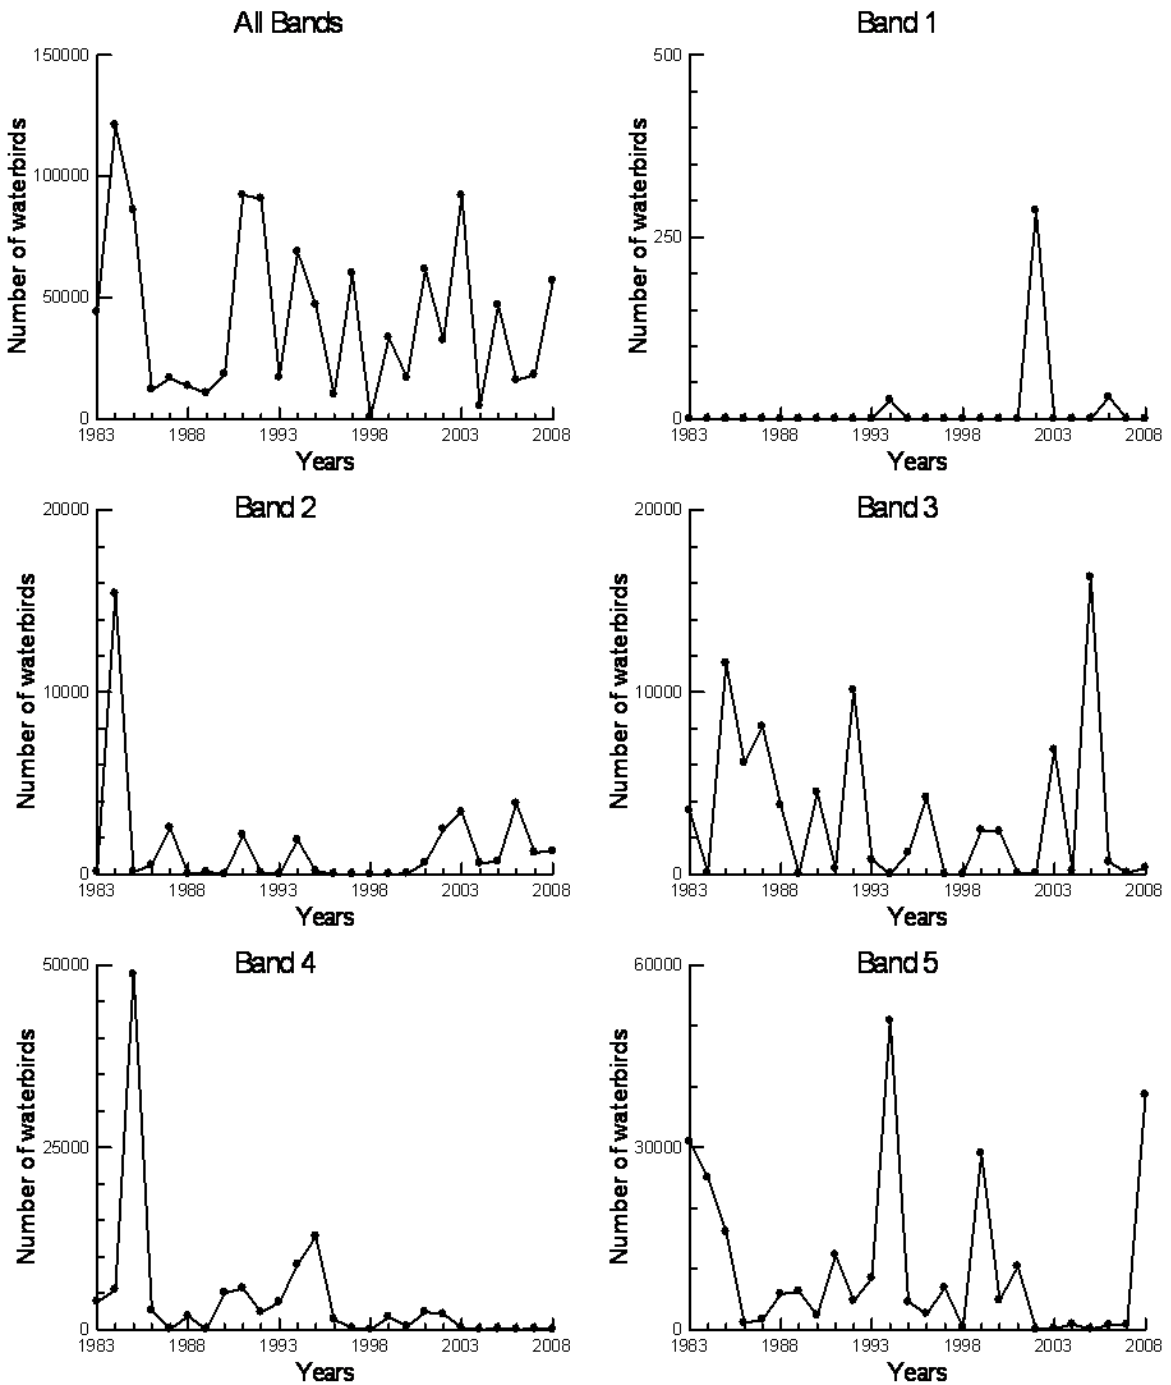 All Bands
150000
100000
50000
0
Number of waterbirds
1983 1988 1993 1998 2003 2008
Years
Band 1
500
250
0
Number of waterbirds
1983 1988 1993 1998 2003 2008
Years
Band 2
20000
10000
0
Number of waterbirds
1983 1988 1993 1998 2003 2008
Years
Band 3
20000
10000
0
Number of waterbirds
1983 1988 1993 1998 2003 2008
Years
Band 4
50000
25000
0
Number of waterbirds
1983 1988 1993 1998 2003 2008
Years
Band 5
60000
30000
0
Number of waterbirds
1983 1988 1993 1998 2003 2008
Years